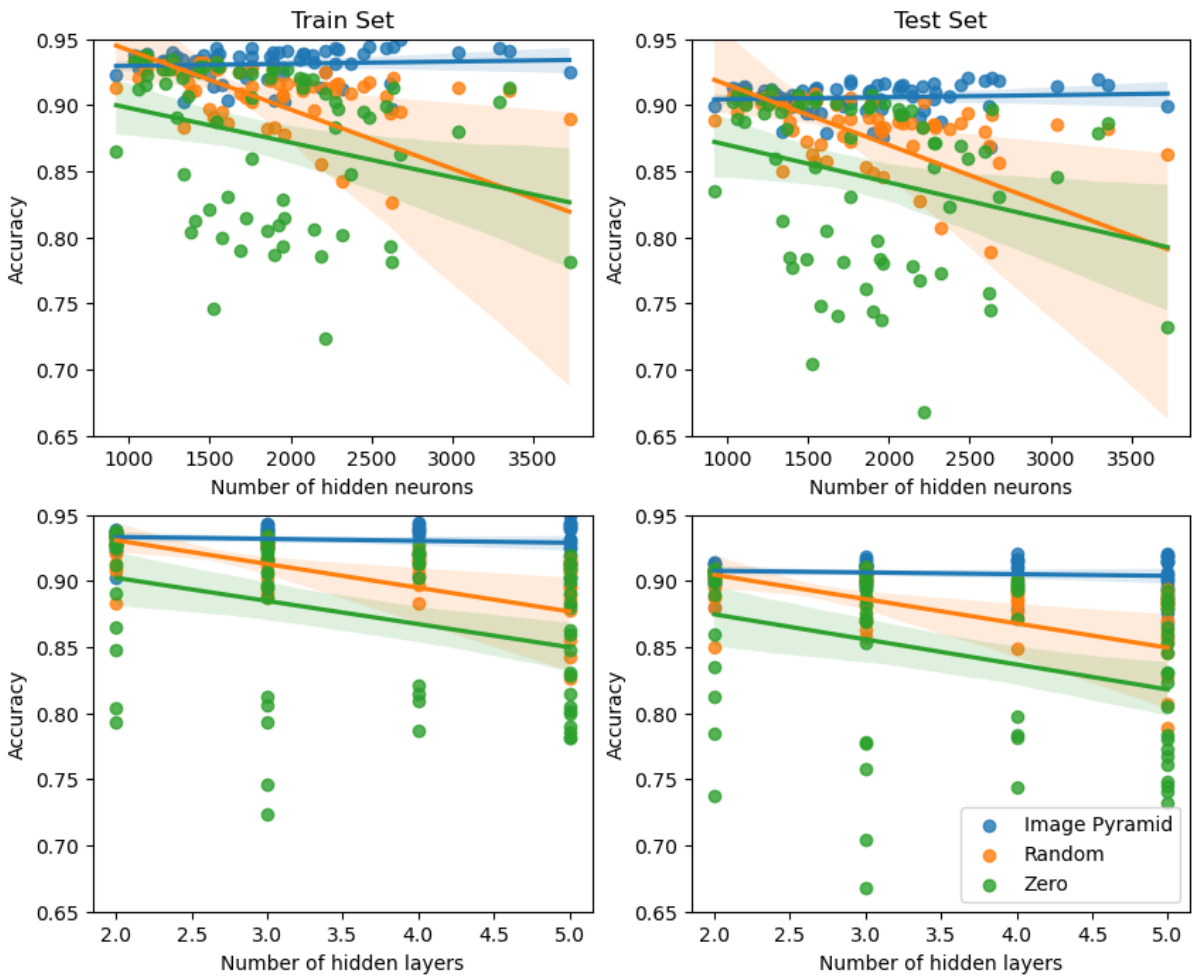 Train Set
Test Set
0.95
0.90
0.85
0.80
0.75
0.70
0.65
Accuracy
1000 1500 2000 2500 3000 3500
Number of hidden neurons
0.95
0.90
0.85
0.80
0.75
0.70
0.65
Accuracy
1000 1500 2000 2500 3000 3500
Number of hidden neurons
0.95
0.90
0.85
0.80
0.75
0.70
0.65
Accuracy
2.0 2.5 3.0 3.5 4.0 4.5 5.0
Number of hidden layers
0.95
0.90
0.85
0.80
0.75
0.70
0.65
Accuracy
Image Pyramid
Random
Zero
2.0 2.5 3.0 3.5 4.0 4.5 5.0
Number of hidden layers